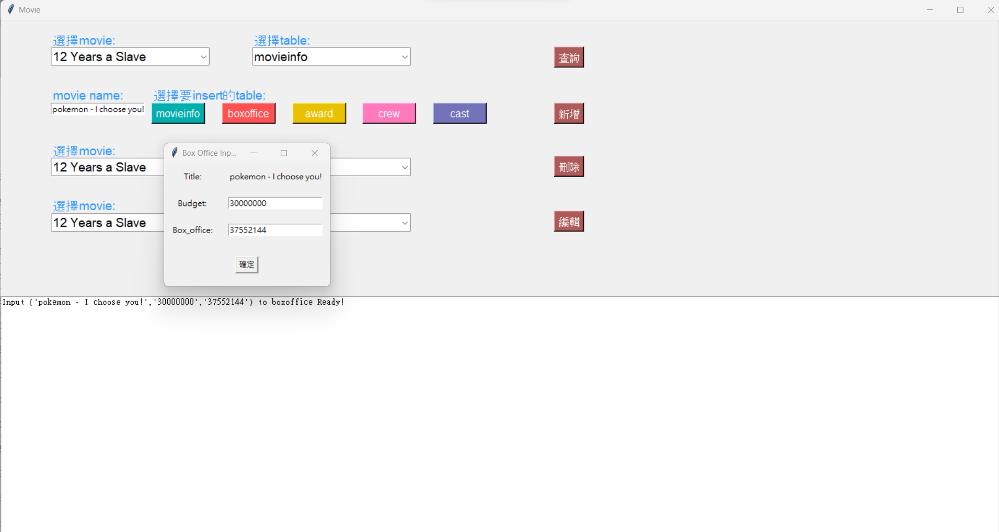 Movie
選擇movie:
選擇table:
12 Years a Slave
movieinfo
查詢
movie name:
選擇要insert的table:
pokemon - I choose you!
movieinfo
boxoffice
award
crew
cast
新增
選擇movie:
12 Years a Slave
刪除
選擇movie:
12 Years a Slave
編輯
Box Office Inp...
Title:
pokemon - I choose you!
Budget:
30000000
Box_office:
37552144
確定
Input ('pokemon - I choose you!','30000000','37552144') to boxoffice Ready!